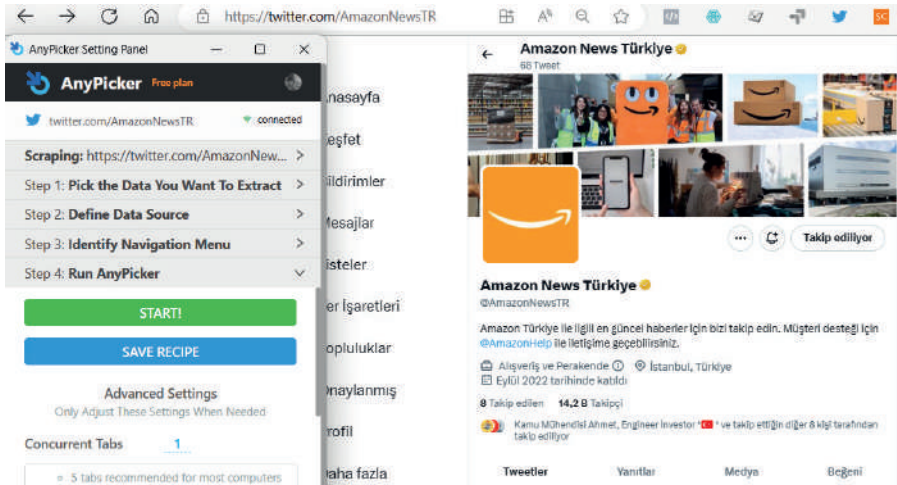 https://twitter.com/AmazonNewsTR
AnyPicker Setting Panel
AnyPicker Free plan
twitter.com/AmazonNewsTR connected
Scraping: https://twitter.com/AmazonNew...
Step 1: Pick the Data You Want To Extract
Step 2: Define Data Source
Step 3: Identify Navigation Menu
Step 4: Run AnyPicker
START!
SAVE RECIPE
Advanced Settings
Only Adjust These Settings When Needed
Concurrent Tabs 1
5 tabs recommended for most computers
nasayfa
eşfet
ildirimler
Mesajlar
isteler
er İşaretleri
opluluklar
naylanmış
rofil
aha fazla
Amazon News Türkiye
68 Tweet
Takip ediliyor
Amazon News Türkiye
@AmazonNewsTR
Amazon Türkiye ile ilgili en güncel haberler için bizi takip edin. Müşteri desteği için
@AmazonHelp ile iletişime geçebilirsiniz.
Alışveriş ve Perakende İstanbul, Türkiye
Eylül 2022 tarihinde katıldı
8 Takip edilen 14,2 B Takipçi
Kamu Mühendisi Ahmet, Engineer Investor "🇹🇷" ve takip ettiğin diğer 8 kişi tarafından
takip ediliyor
Tweetler Yanıtlar Medya Beğeni